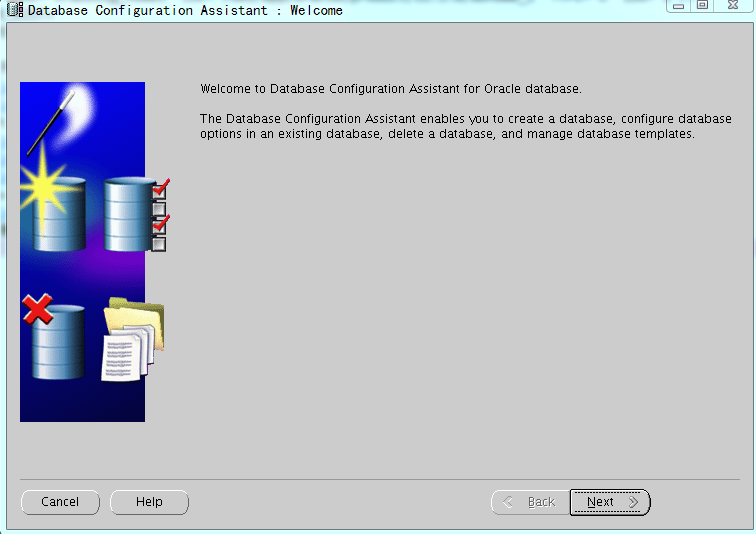 Database Configuration Assistant : Welcome
Welcome to Database Configuration Assistant for Oracle database.
The Database Configuration Assistant enables you to create a database, configure database
options in an existing database, delete a database, and manage database templates.
Cancel
Help
Back
Next